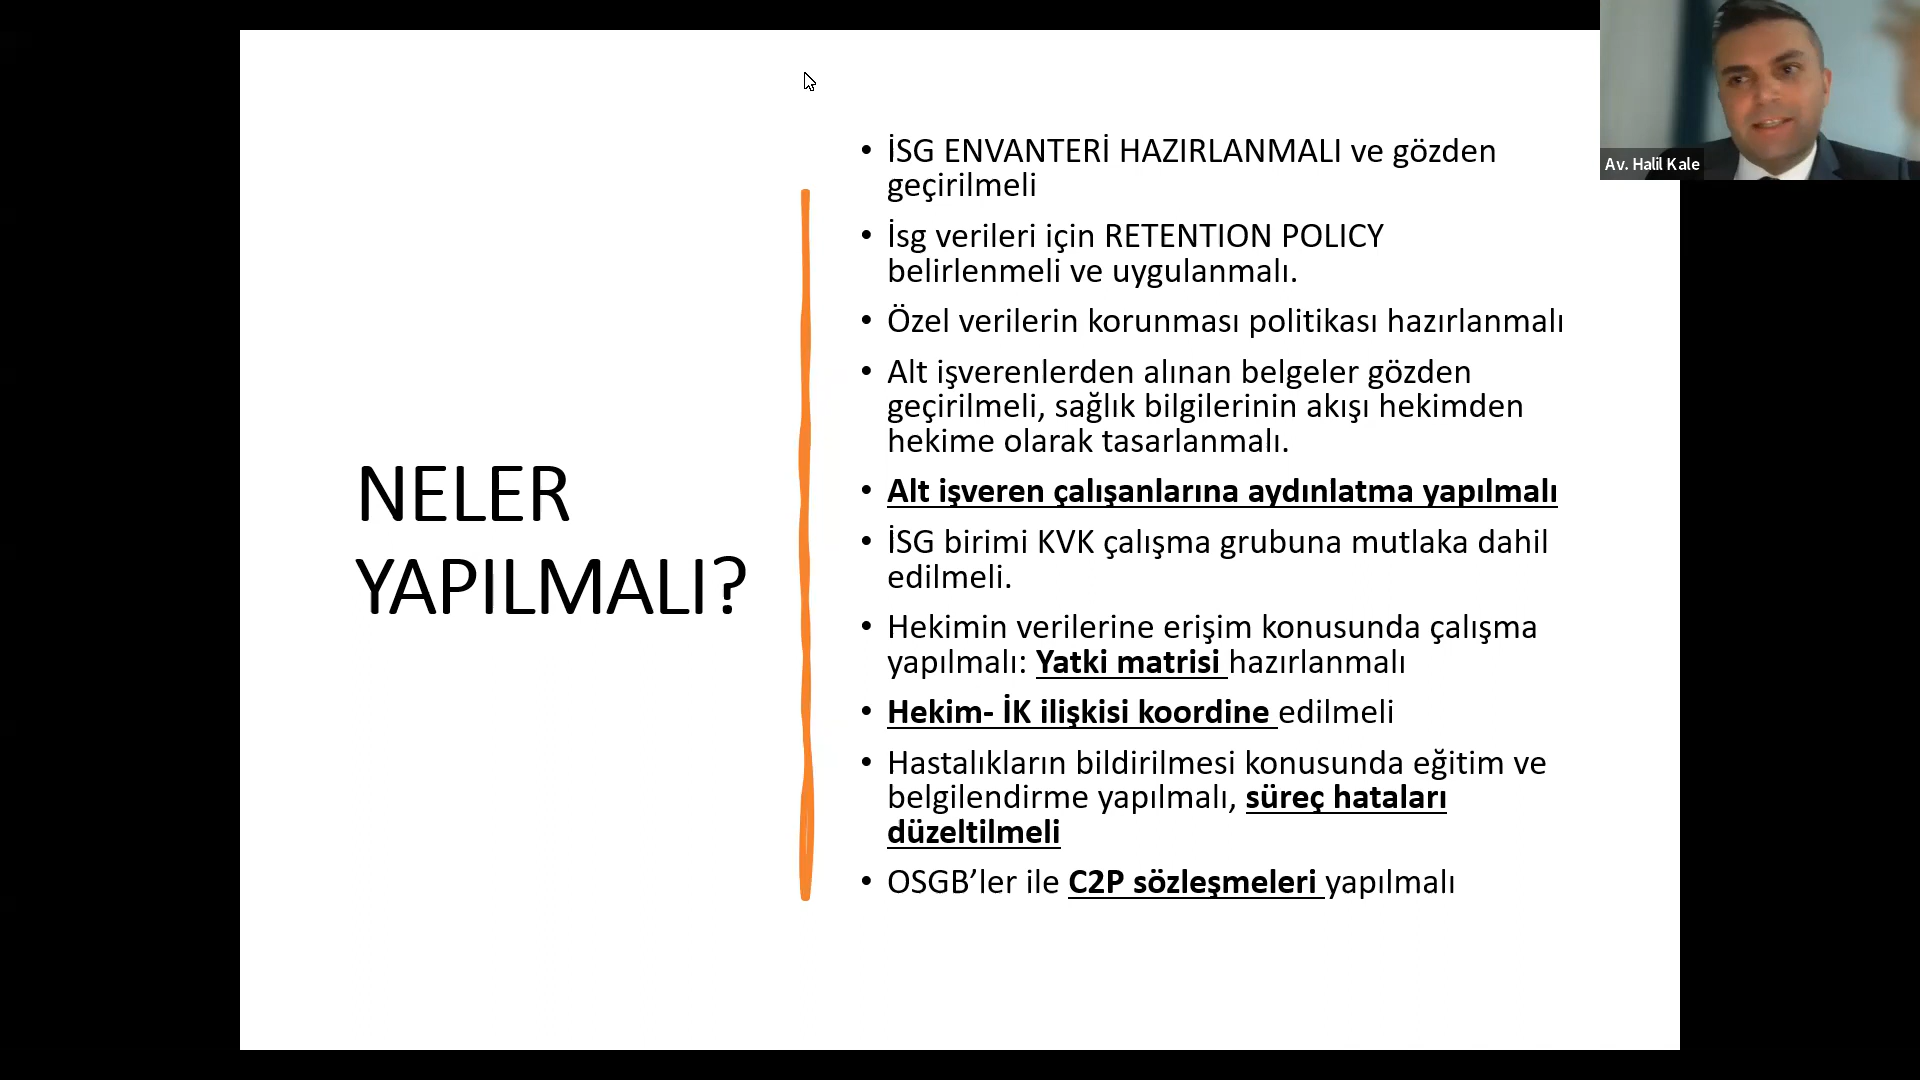 Av. Halil Kale
NELER
YAPILMALI?
• İSG ENVANTERİ HAZIRLANMALI ve gözden
geçirilmeli
• İsg verileri için RETENTION POLICY
belirlenmeli ve uygulanmalı.
• Özel verilerin korunması politikası hazırlanmalı
• Alt işverenlerden alınan belgeler gözden
geçirilmeli, sağlık bilgilerinin akışı hekimden
hekime olarak tasarlanmalı.
• Alt işveren çalışanlarına aydınlatma yapılmalı
• İSG birimi KVK çalışma grubuna mutlaka dahil
edilmeli.
• Hekimin verilerine erişim konusunda çalışma
yapılmalı: Yatki matrisi hazırlanmalı
• Hekim- İK ilişkisi koordine edilmeli
• Hastalıkların bildirilmesi konusunda eğitim ve
belgilendirme yapılmalı, süreç hataları
düzeltilmeli
• OSGB’ler ile C2P sözleşmeleri yapılmalı